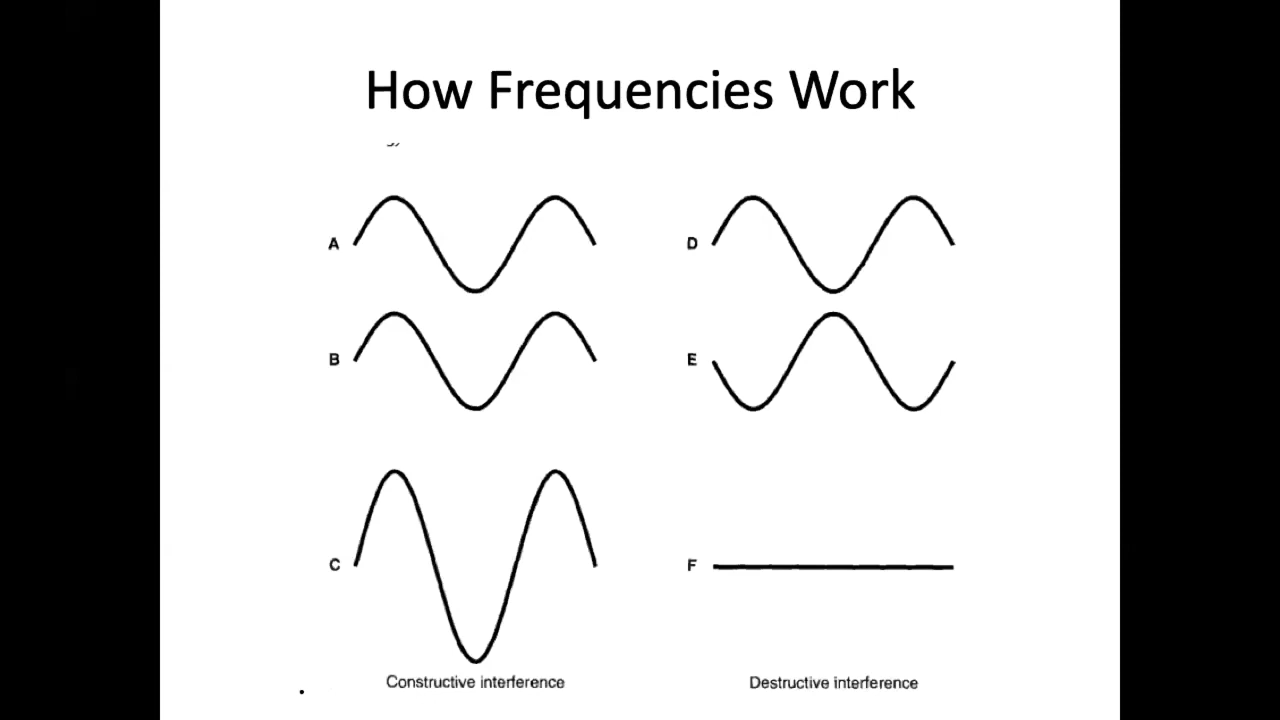 How Frequencies Work
A
D
B
E
C
F
Constructive interference
Destructive interference